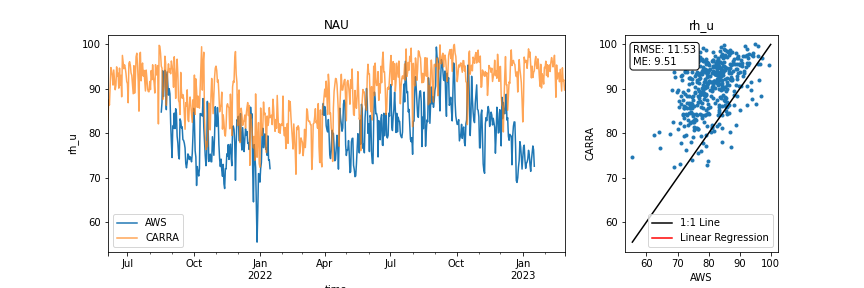 NAU
rh_u
100
90
80
70
60
rh_u
AWS
CARRA
Jul
Oct
Jan
2022
Apr
Jul
Oct
Jan
2023
time
rh_u
RMSE: 11.53
ME: 9.51
100
90
80
70
60
CARRA
1:1 Line
Linear Regression
60
70
80
90
100
AWS